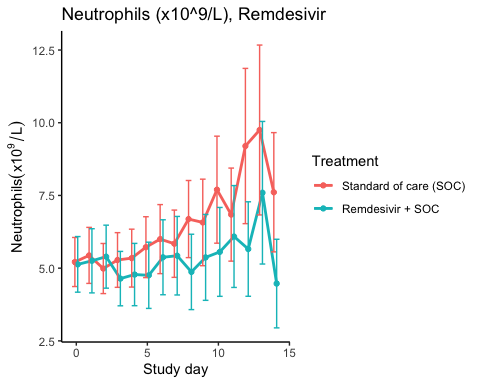 Neutrophils (x10^9/L), Remdesivir
12.5
10.0
7.5
5.0
2.5
Neutrophils(x10⁹/L)
0
5
10
15
Study day
Treatment
Standard of care (SOC)
Remdesivir + SOC